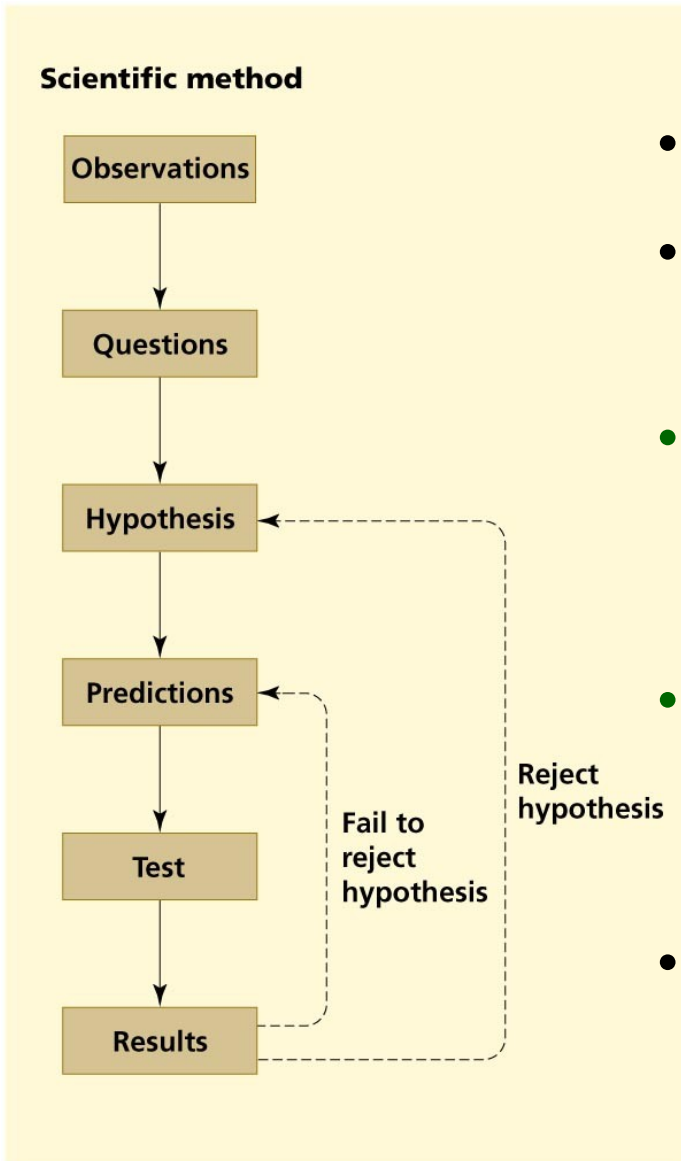 Scientific method
Observations
Questions
Hypothesis
Predictions
Test
Results
Fail to
reject
hypothesis
Reject
hypothesis